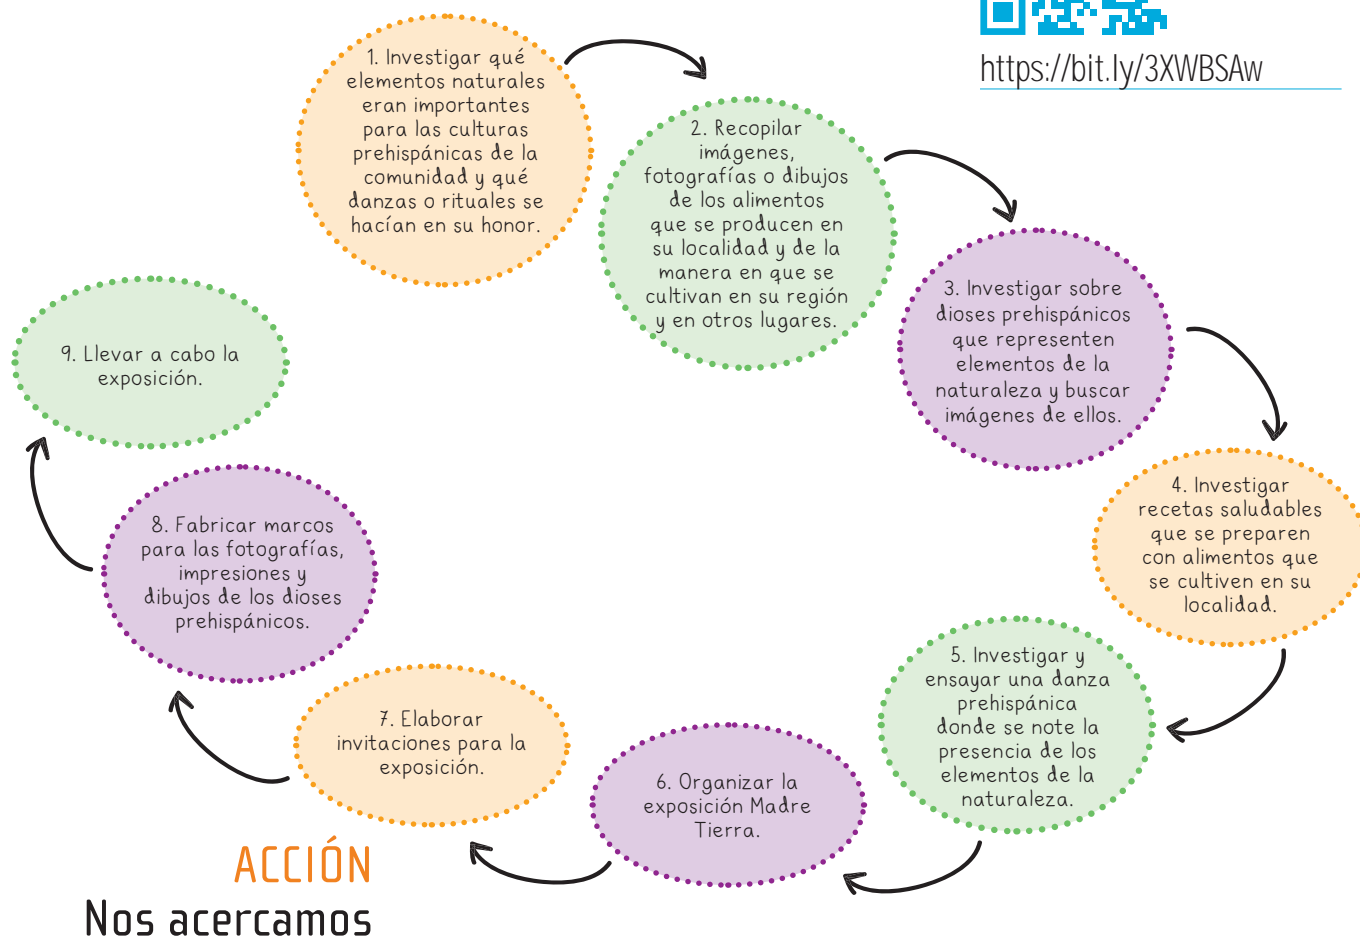 https://bit.ly/3XWBSAw
1. Investigar qué
elementos naturales
eran importantes
para las culturas
prehispánicas de la
comunidad y qué
danzas o rituales se
hacían en su honor.
2. Recopilar
imágenes,
fotografías o dibujos
de los alimentos
que se producen en
su localidad y de la
manera en que se
cultivan en su región
y en otros lugares.
3. Investigar sobre
dioses prehispánicos
que representen
elementos de la
naturaleza y buscar
imágenes de ellos.
4. Investigar
recetas saludables
que se preparen
con alimentos que
se cultiven en su
localidad.
5. Investigar y
ensayar una danza
prehispánica
donde se note la
presencia de los
elementos de la
naturaleza.
6. Organizar la
exposición Madre
Tierra.
7. Elaborar
invitaciones para la
exposición.
8. Fabricar marcos
para las fotografías,
impresiones y
dibujos de los dioses
prehispánicos.
9. Llevar a cabo la
exposición.
ACCIÓN
Nos acercamos